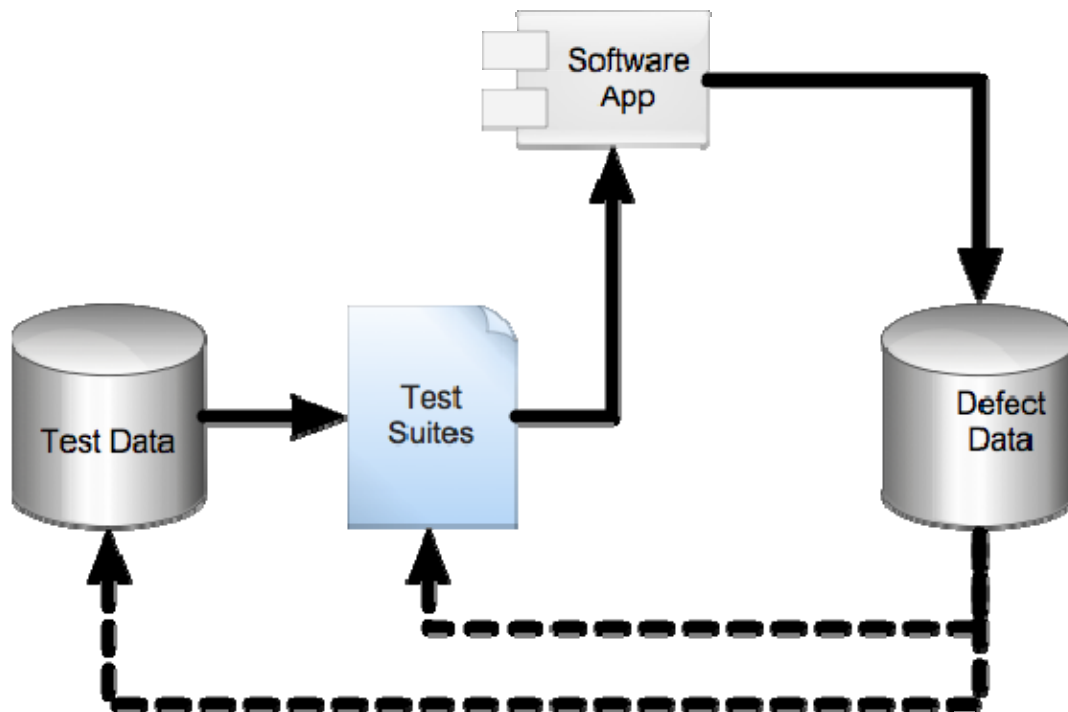 Software
App
Test
Suites
Test Data
Defect
Data